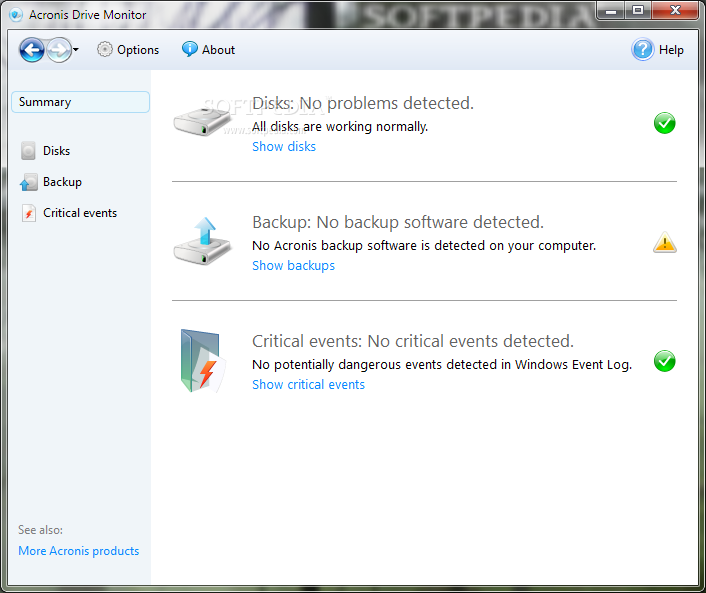 SOFTPEDIA
Acronis Drive Monitor
Options
About
Help
Summary
Disks
Backup
Critical events
SOFTPEDIA
Disks: No problems detected.
All disks are working normally.
Show disks
Backup: No backup software detected.
No Acronis backup software is detected on your computer.
Show backups
Critical events: No critical events detected.
No potentially dangerous events detected in Windows Event Log.
Show critical events
See also:
More Acronis products